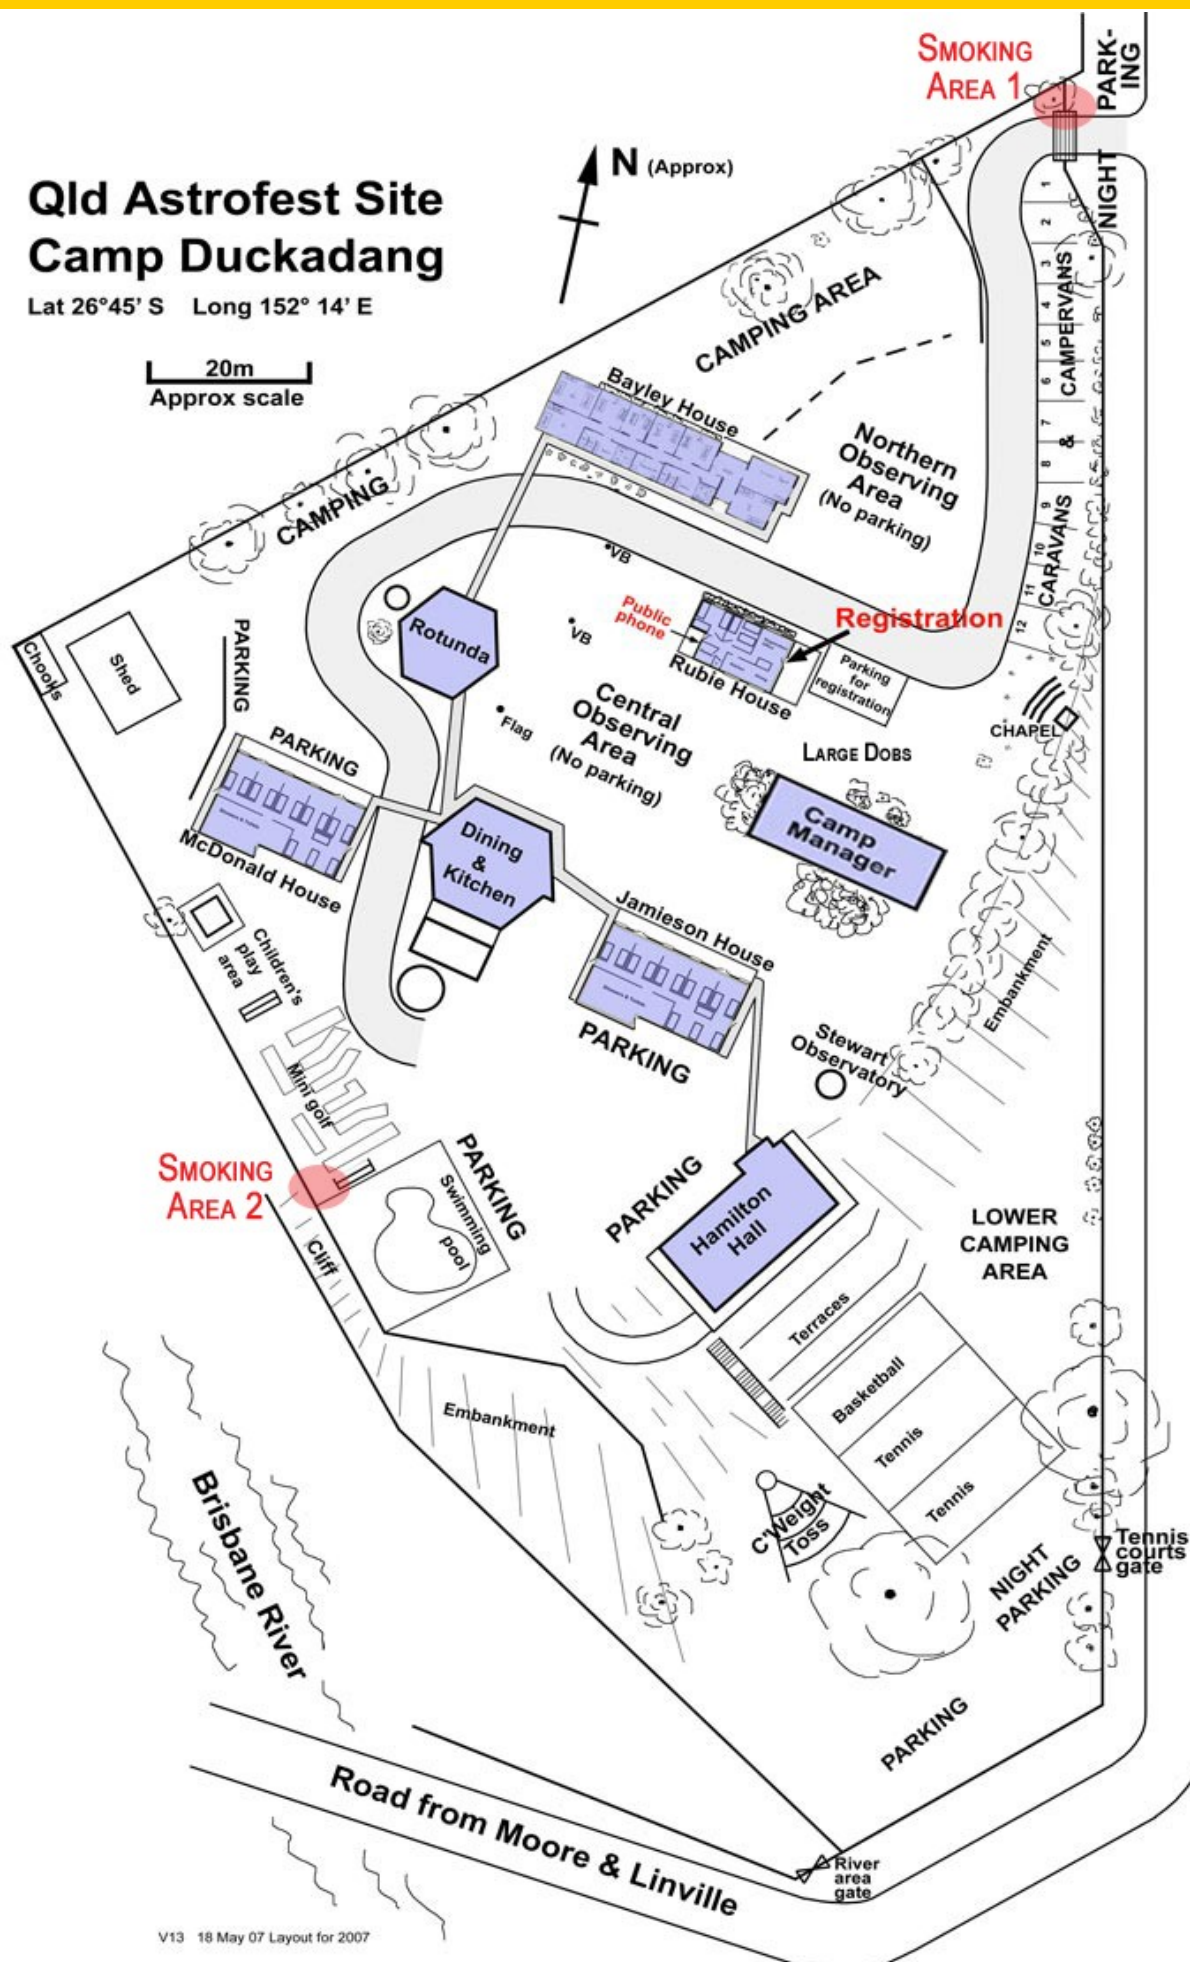 SMOKING
AREA 1
PARK-
ING
N (Approx)
Qld Astrofest Site
Camp Duckadang
Lat 26°45' S Long 152° 14' E
20m
Approx scale
NIGHT
1
2
3
4
5
6
7
8
9
10
11
12
CARAVANS & CAMPERVANS
CAMPING AREA
Bayley House
Northern
Observing
Area
(No parking)
CAMPING
VB
Public
phone
Registration
Rotunda
VB
Rubie House
Parking
for
registration
Chooks
Shed
PARKING
Flag
Central
Observing
Area
(No parking)
CHAPEL
LARGE DOBS
PARKING
Camp
Manager
McDonald House
Dining
&
Kitchen
Jamieson House
Children's
play
area
Embankment
PARKING
Stewart
Observatory
Mini golf
SMOKING
AREA 2
PARKING
Swimming
pool
PARKING
Hamilton
Hall
LOWER
CAMPING
AREA
Cliff
Terraces
Embankment
Basketball
Tennis
Tennis
Brisbane River
C'Weight
Toss
Tennis
courts
gate
NIGHT
PARKING
PARKING
Road from Moore & Linville
River
area
gate
V13 18 May 07 Layout for 2007